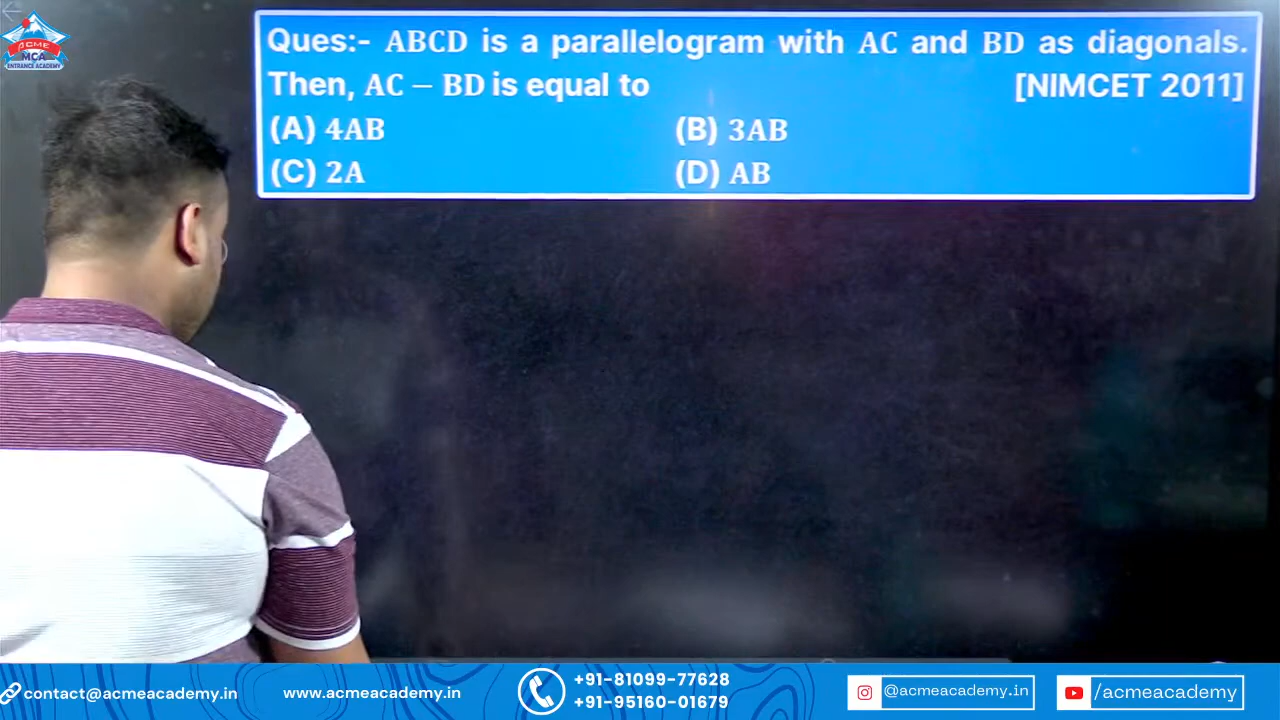 ACME
MCA
ENTRANCE ACADEMY
Ques:- ABCD is a parallelogram with AC and BD as diagonals.
Then, AC − BD is equal to [NIMCET 2011]
(A) 4AB (B) 3AB
(C) 2A (D) AB
contact@acmeacademy.in www.acmeacademy.in +91-81099-77628 @acmeacademy.in /acmeacademy
+91-95160-01679